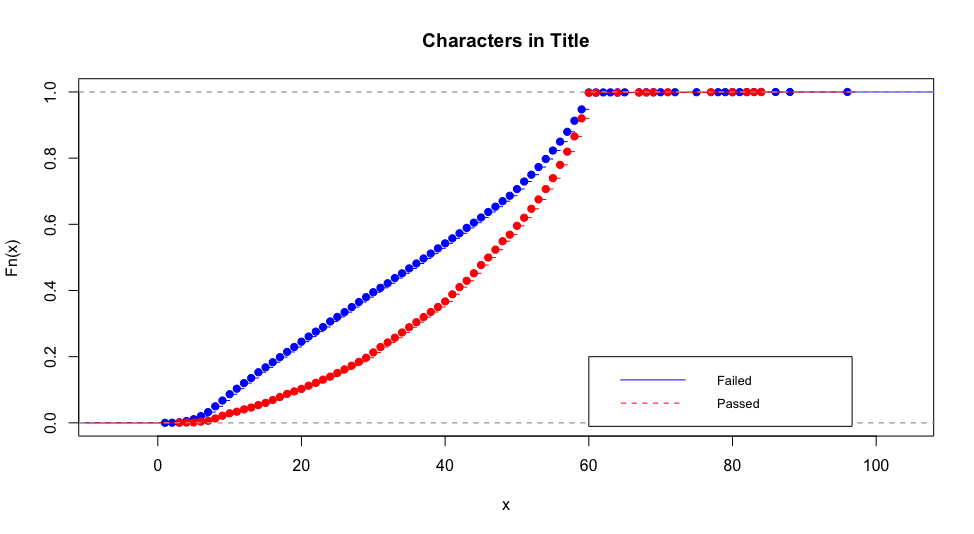 Characters in Title
Fn(x)
1.0
0.8
0.6
0.4
0.2
0.0
Failed
Passed
0 20 40 60 80 100
x